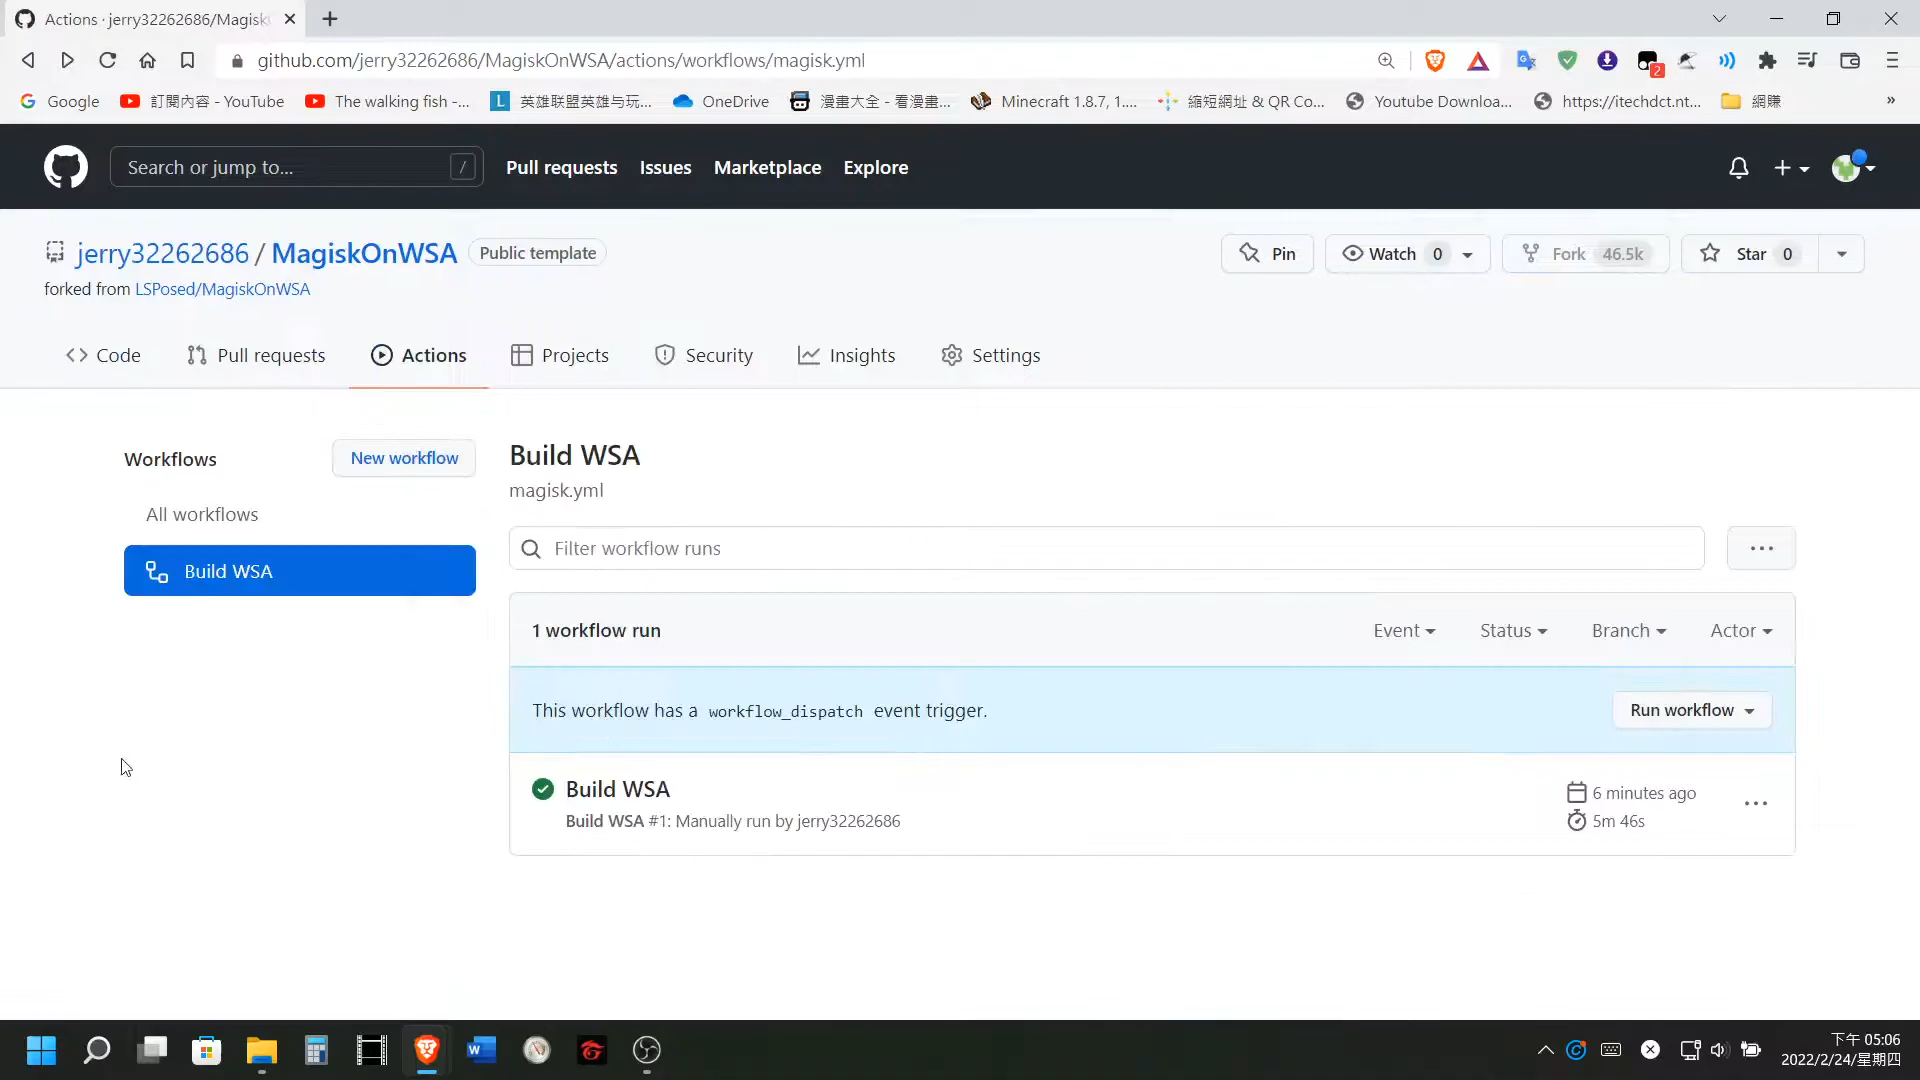 Actions · jerry32262686/Magisk
github.com/jerry32262686/MagiskOnWSA/actions/workflows/magisk.yml
2
Google
訂閱內容 - YouTube
The walking fish -...
L
英雄联盟英雄与玩...
OneDrive
漫畫大全 - 看漫畫...
Minecraft 1.8.7, 1....
縮短網址 & QR Co...
Youtube Downloa...
https://itechdct.nt...
網賺
»
Search or jump to...
/
Pull requests
Issues
Marketplace
Explore
jerry32262686 / MagiskOnWSA
Public template
Pin
Watch 0
Fork 46.5k
Star 0
forked from LSPosed/MagiskOnWSA
Code
Pull requests
Actions
Projects
Security
Insights
Settings
Workflows
New workflow
All workflows
Build WSA
Build WSA
magisk.yml
Filter workflow runs
1 workflow run
Event
Status
Branch
Actor
This workflow has a workflow_dispatch event trigger.
Run workflow
Build WSA
Build WSA #1: Manually run by jerry32262686
6 minutes ago
5m 46s
下午 05:06
2022/2/24/星期四